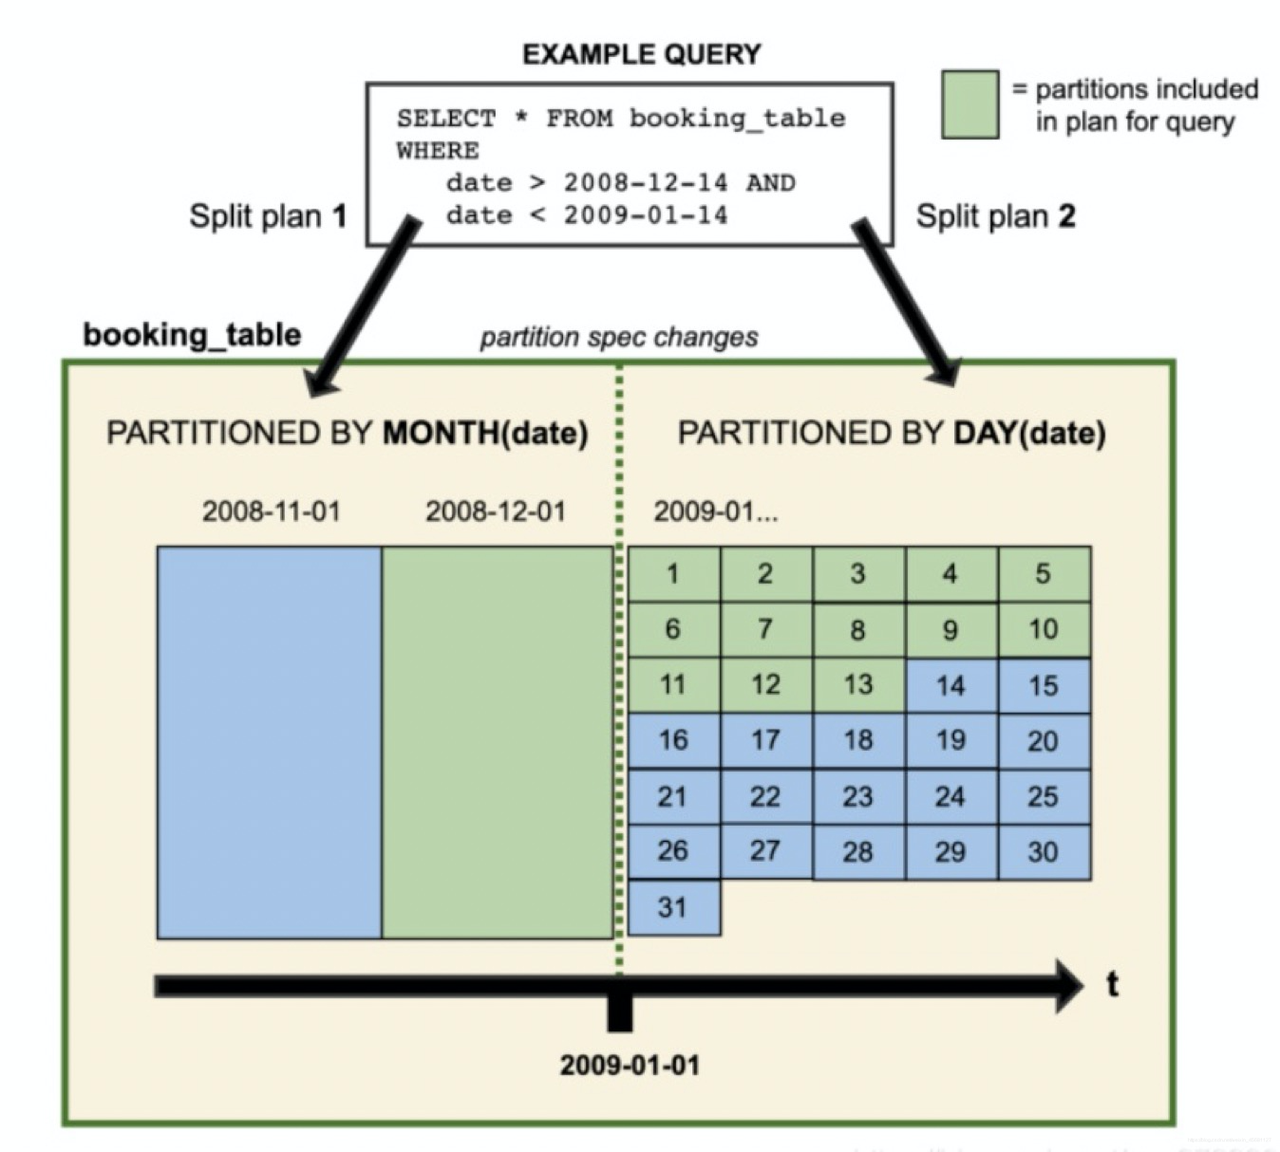 EXAMPLE QUERY
= partitions included
in plan for query
SELECT * FROM booking_table
WHERE
date > 2008-12-14 AND
date < 2009-01-14
Split plan 1
Split plan 2
booking_table
partition spec changes
PARTITIONED BY MONTH(date)
PARTITIONED BY DAY(date)
2008-11-01
2008-12-01
2009-01...
1 2 3 4 5
6 7 8 9 10
11 12 13 14 15
16 17 18 19 20
21 22 23 24 25
26 27 28 29 30
31
t
2009-01-01